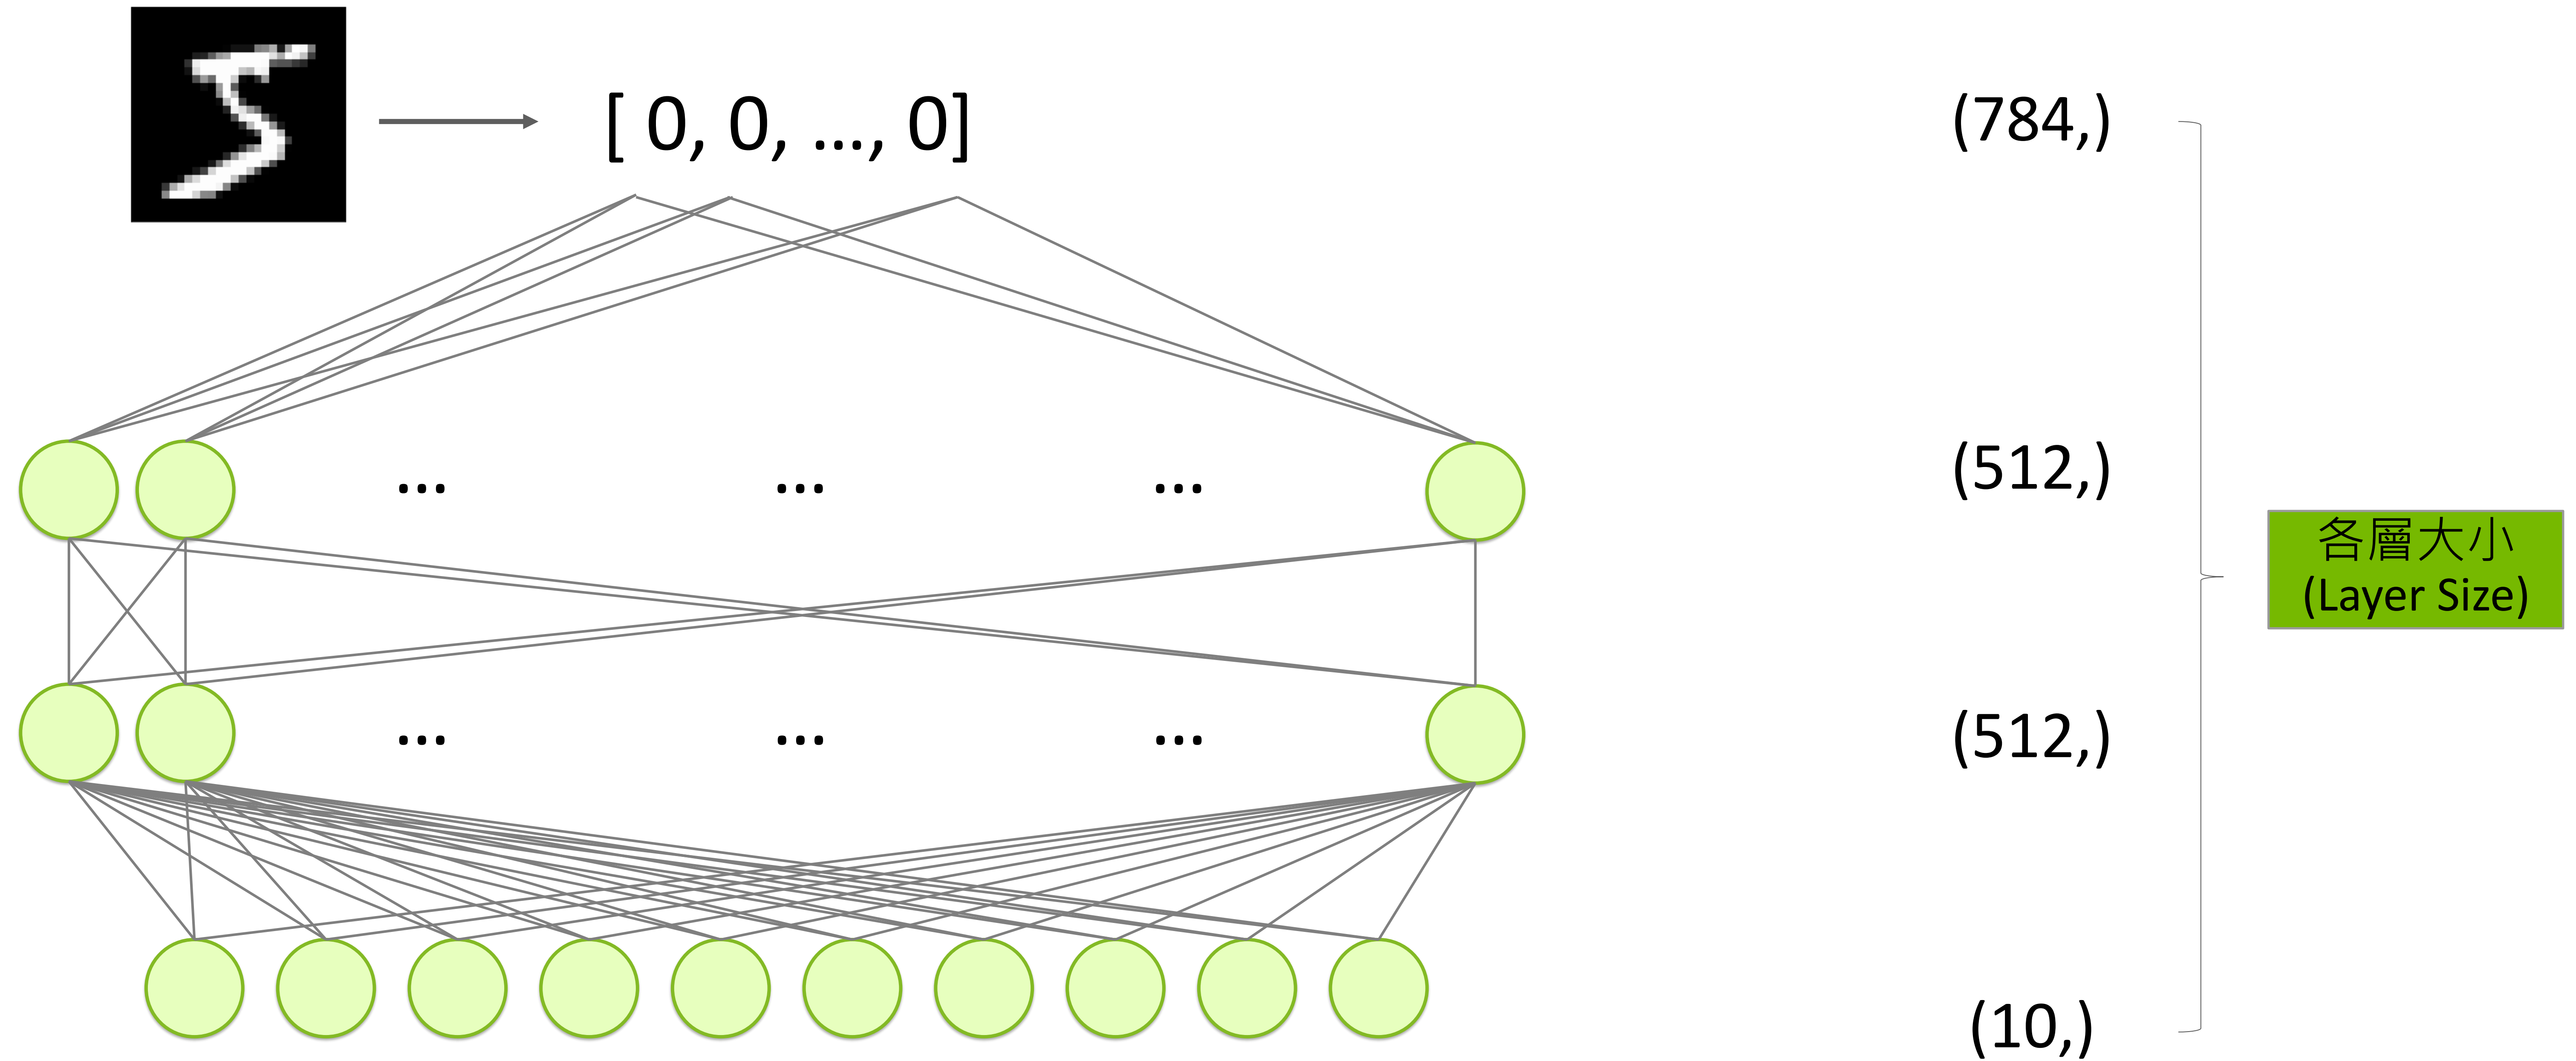 [ 0, 0, ..., 0]
(784,)
... ... ...
(512,)
各層大小
(Layer Size)
... ... ...
(512,)
(10,)